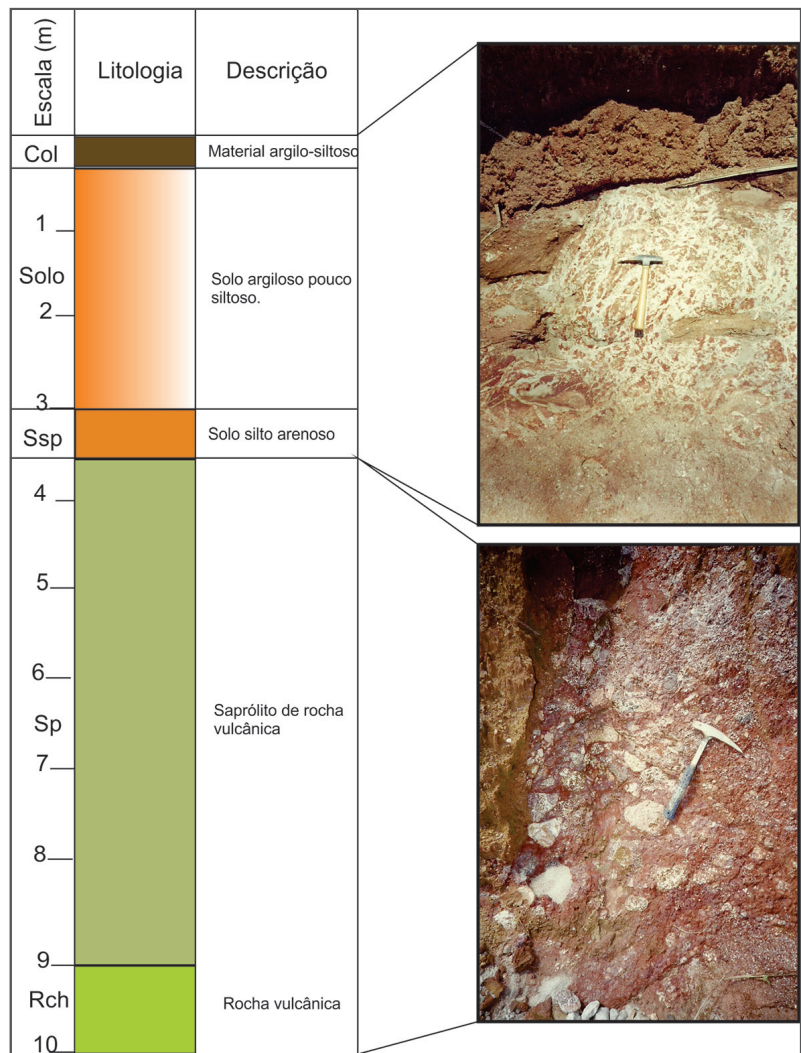 Escala (m)
Litologia
Descrição
Col
Material argilo-siltoso
1
Solo
2
3
Solo argiloso pouco
siltoso.
Ssp
Solo silto arenoso
4
5
6
Sp
7
8
9
Saprólito de rocha
vulcânica
Rch
10
Rocha vulcânica